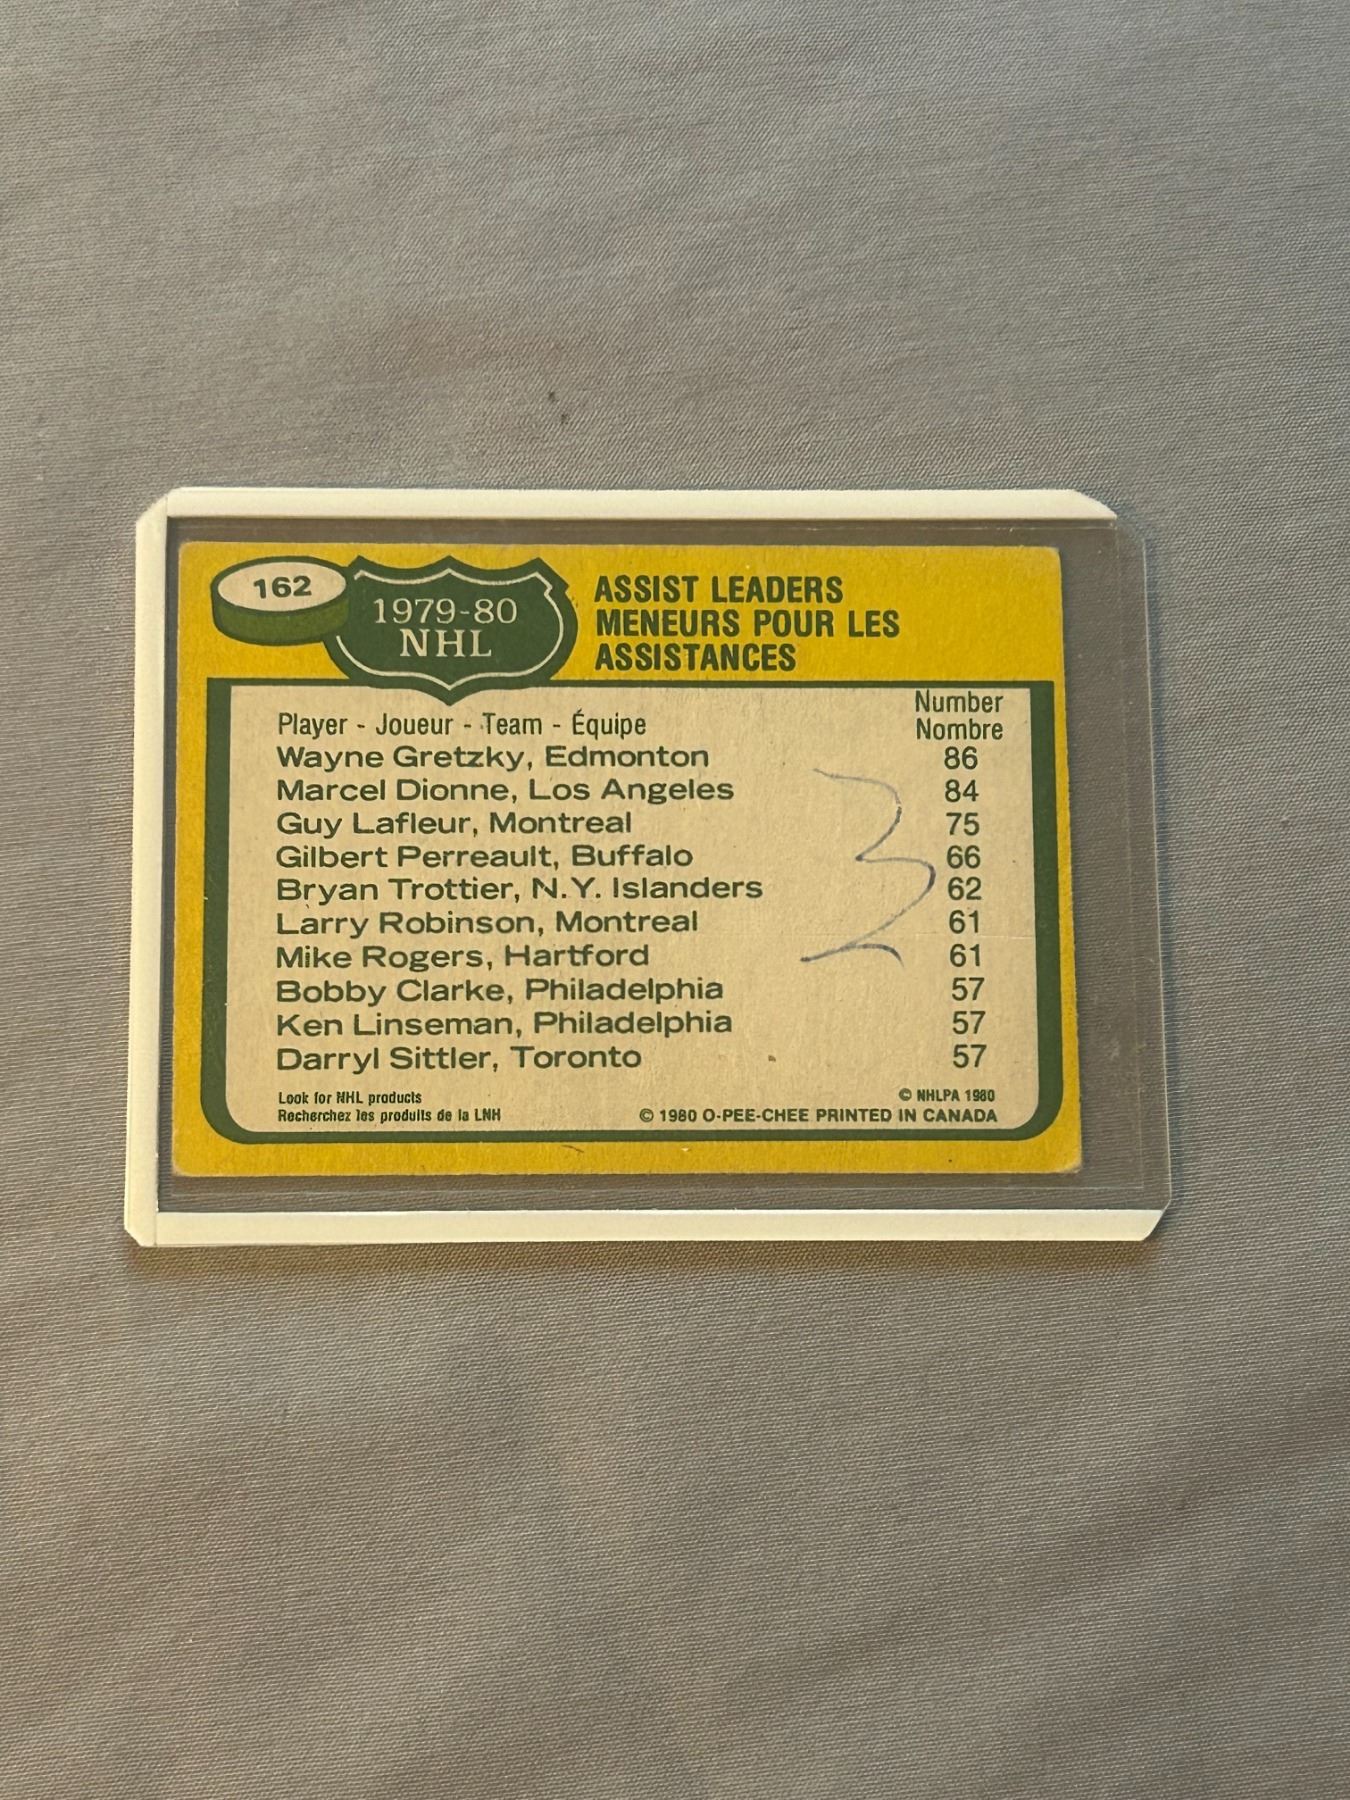 162
1979-80
NHL
ASSIST LEADERS
MENEURS POUR LES
ASSISTANCES
Player - Joueur - Team - Équipe Number
Nombre
Wayne Gretzky, Edmonton 86
Marcel Dionne, Los Angeles 84
Guy Lafleur, Montreal 75
Gilbert Perreault, Buffalo 66
Bryan Trottier, N.Y. Islanders 62
Larry Robinson, Montreal 61
Mike Rogers, Hartford 61
Bobby Clarke, Philadelphia 57
Ken Linseman, Philadelphia 57
Darryl Sittler, Toronto 57
3
Look for NHL products © NHLPA 1980
Recherchez les produits de la LNH © 1980 O-PEE-CHEE PRINTED IN CANADA